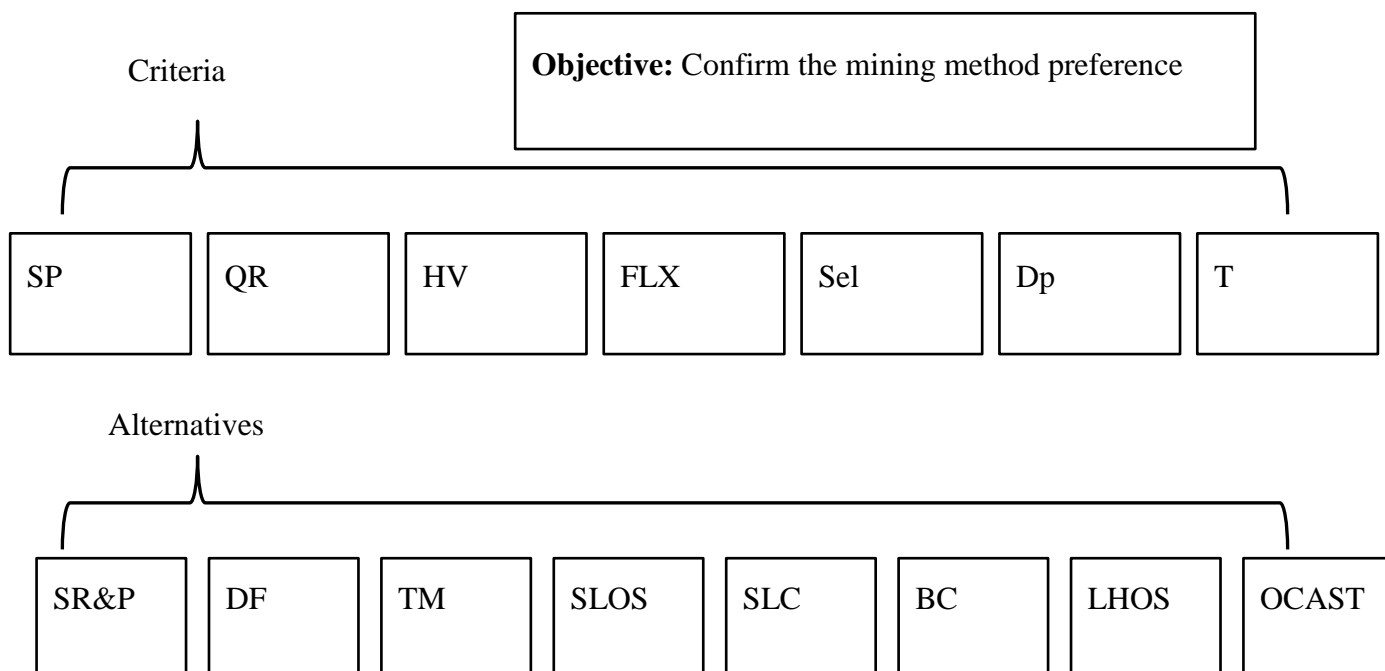 Objective: Confirm the mining method preference
Criteria
SP QR HV FLX Sel Dp T
Alternatives
SR&P DF TM SLOS SLC BC LHOS OCAST